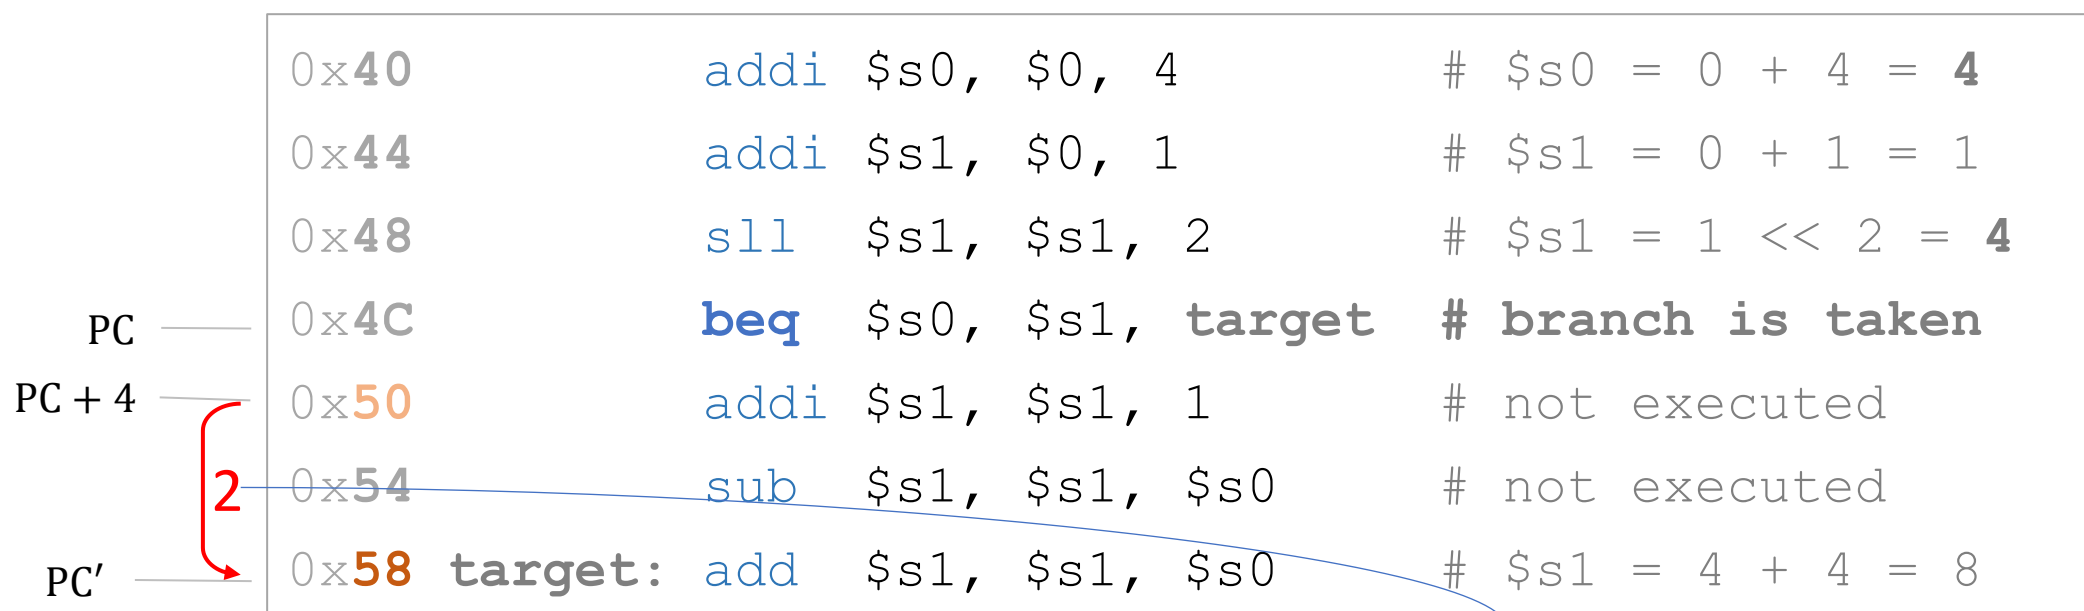 0x40 addi $s0, $0, 4 # $s0 = 0 + 4 = 4
0x44 addi $s1, $0, 1 # $s1 = 0 + 1 = 1
0x48 sll $s1, $s1, 2 # $s1 = 1 << 2 = 4
PC 0x4C beq $s0, $s1, target # branch is taken
PC + 4 0x50 addi $s1, $s1, 1 # not executed
2 0x54 sub $s1, $s1, $s0 # not executed
PC′ 0x58 target: add $s1, $s1, $s0 # $s1 = 4 + 4 = 8